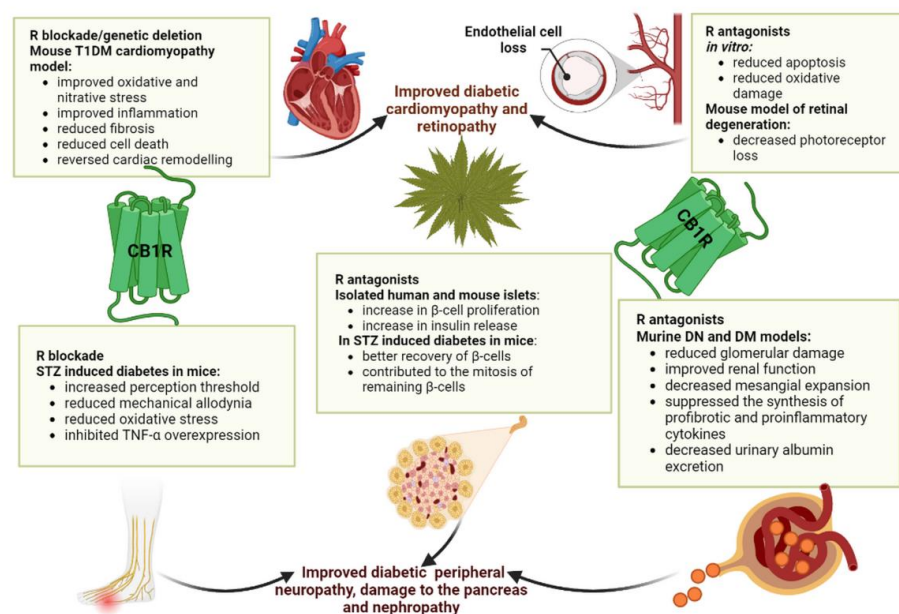 R blockade/genetic deletion
Mouse T1DM cardiomyopathy
model:
• improved oxidative and
nitrative stress
• improved inflammation
• reduced fibrosis
• reduced cell death
• reversed cardiac remodelling
Endothelial cell
loss
Improved diabetic
cardiomyopathy and
retinopathy
R antagonists
in vitro:
• reduced apoptosis
• reduced oxidative
damage
Mouse model of retinal
degeneration:
• decreased photoreceptor
loss
CB1R
CB1R
R antagonists
Isolated human and mouse islets:
• increase in β-cell proliferation
• increase in insulin release
In STZ induced diabetes in mice:
• better recovery of β-cells
• contributed to the mitosis of
remaining β-cells
R blockade
STZ induced diabetes in mice:
• increased perception threshold
• reduced mechanical allodynia
• reduced oxidative stress
• inhibited TNF-α overexpression
R antagonists
Murine DN and DM models:
• reduced glomerular damage
• improved renal function
• decreased mesangial expansion
• suppressed the synthesis of
profibrotic and proinflammatory
cytokines
• decreased urinary albumin
excretion
Improved diabetic peripheral
neuropathy, damage to the pancreas
and nephropathy